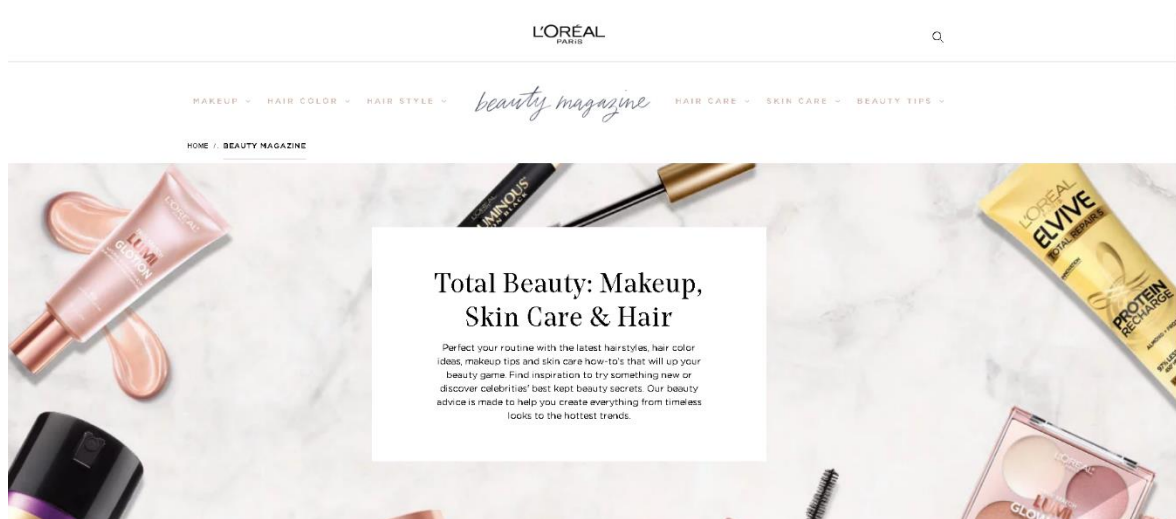 L'ORÉAL
PARIS
MAKEUP HAIR COLOR HAIR STYLE beauty magazine HAIR CARE SKIN CARE BEAUTY TIPS
HOME / BEAUTY MAGAZINE
L'ORÉAL
LUMI
GLOTION
L'ORÉAL
Total Beauty: Makeup,
Skin Care & Hair
Perfect your routine with the latest hairstyles, hair color
ideas, makeup tips and skin care how-to's that will up your
beauty game. Find inspiration to try something new or
discover celebrities' best kept beauty secrets. Our beauty
advice is made to help you create everything from timeless
looks to the hottest trends.
L'ORÉAL
ELVIVE
TOTAL REPAIR 5
PROTEIN
RECHARGE
L'ORÉAL
LUMI